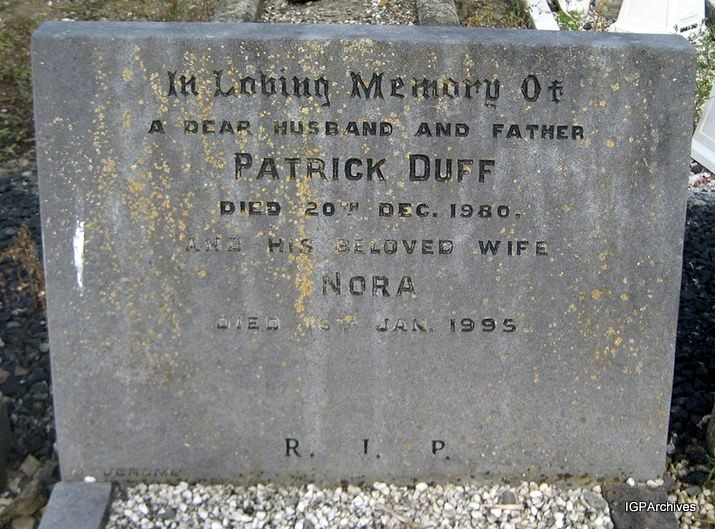 In Loving Memory Of
A DEAR HUSBAND AND FATHER
PATRICK DUFF
DIED 20TH DEC. 1980.
AND HIS BELOVED WIFE
NORA
DIED JAN. 1995
R. I. P.
JEROME
IGPArchives